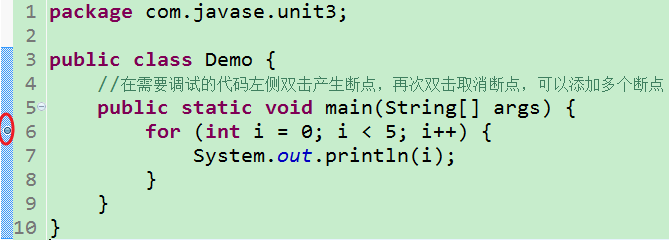 1 package com.javase.unit3;
2
3 public class Demo {
4     //在需要调试的代码左侧双击产生断点，再次双击取消断点，可以添加多个断点
5     public static void main(String[] args) {
6         for (int i = 0; i < 5; i++) {
7             System.out.println(i);
8         }
9     }
10 }